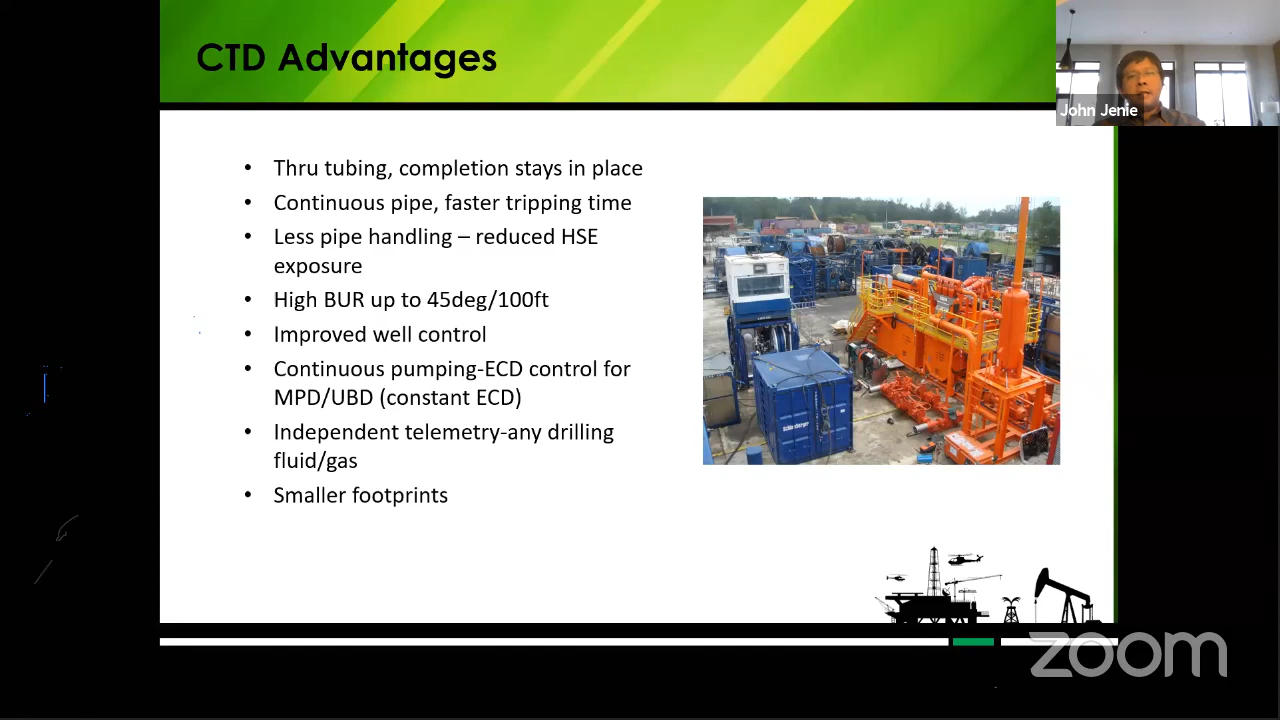 CTD Advantages
John Jenie
• Thru tubing, completion stays in place
• Continuous pipe, faster tripping time
• Less pipe handling – reduced HSE
exposure
• High BUR up to 45deg/100ft
• Improved well control
• Continuous pumping-ECD control for
MPD/UBD (constant ECD)
• Independent telemetry-any drilling
fluid/gas
• Smaller footprints
Schlumberger
zoom